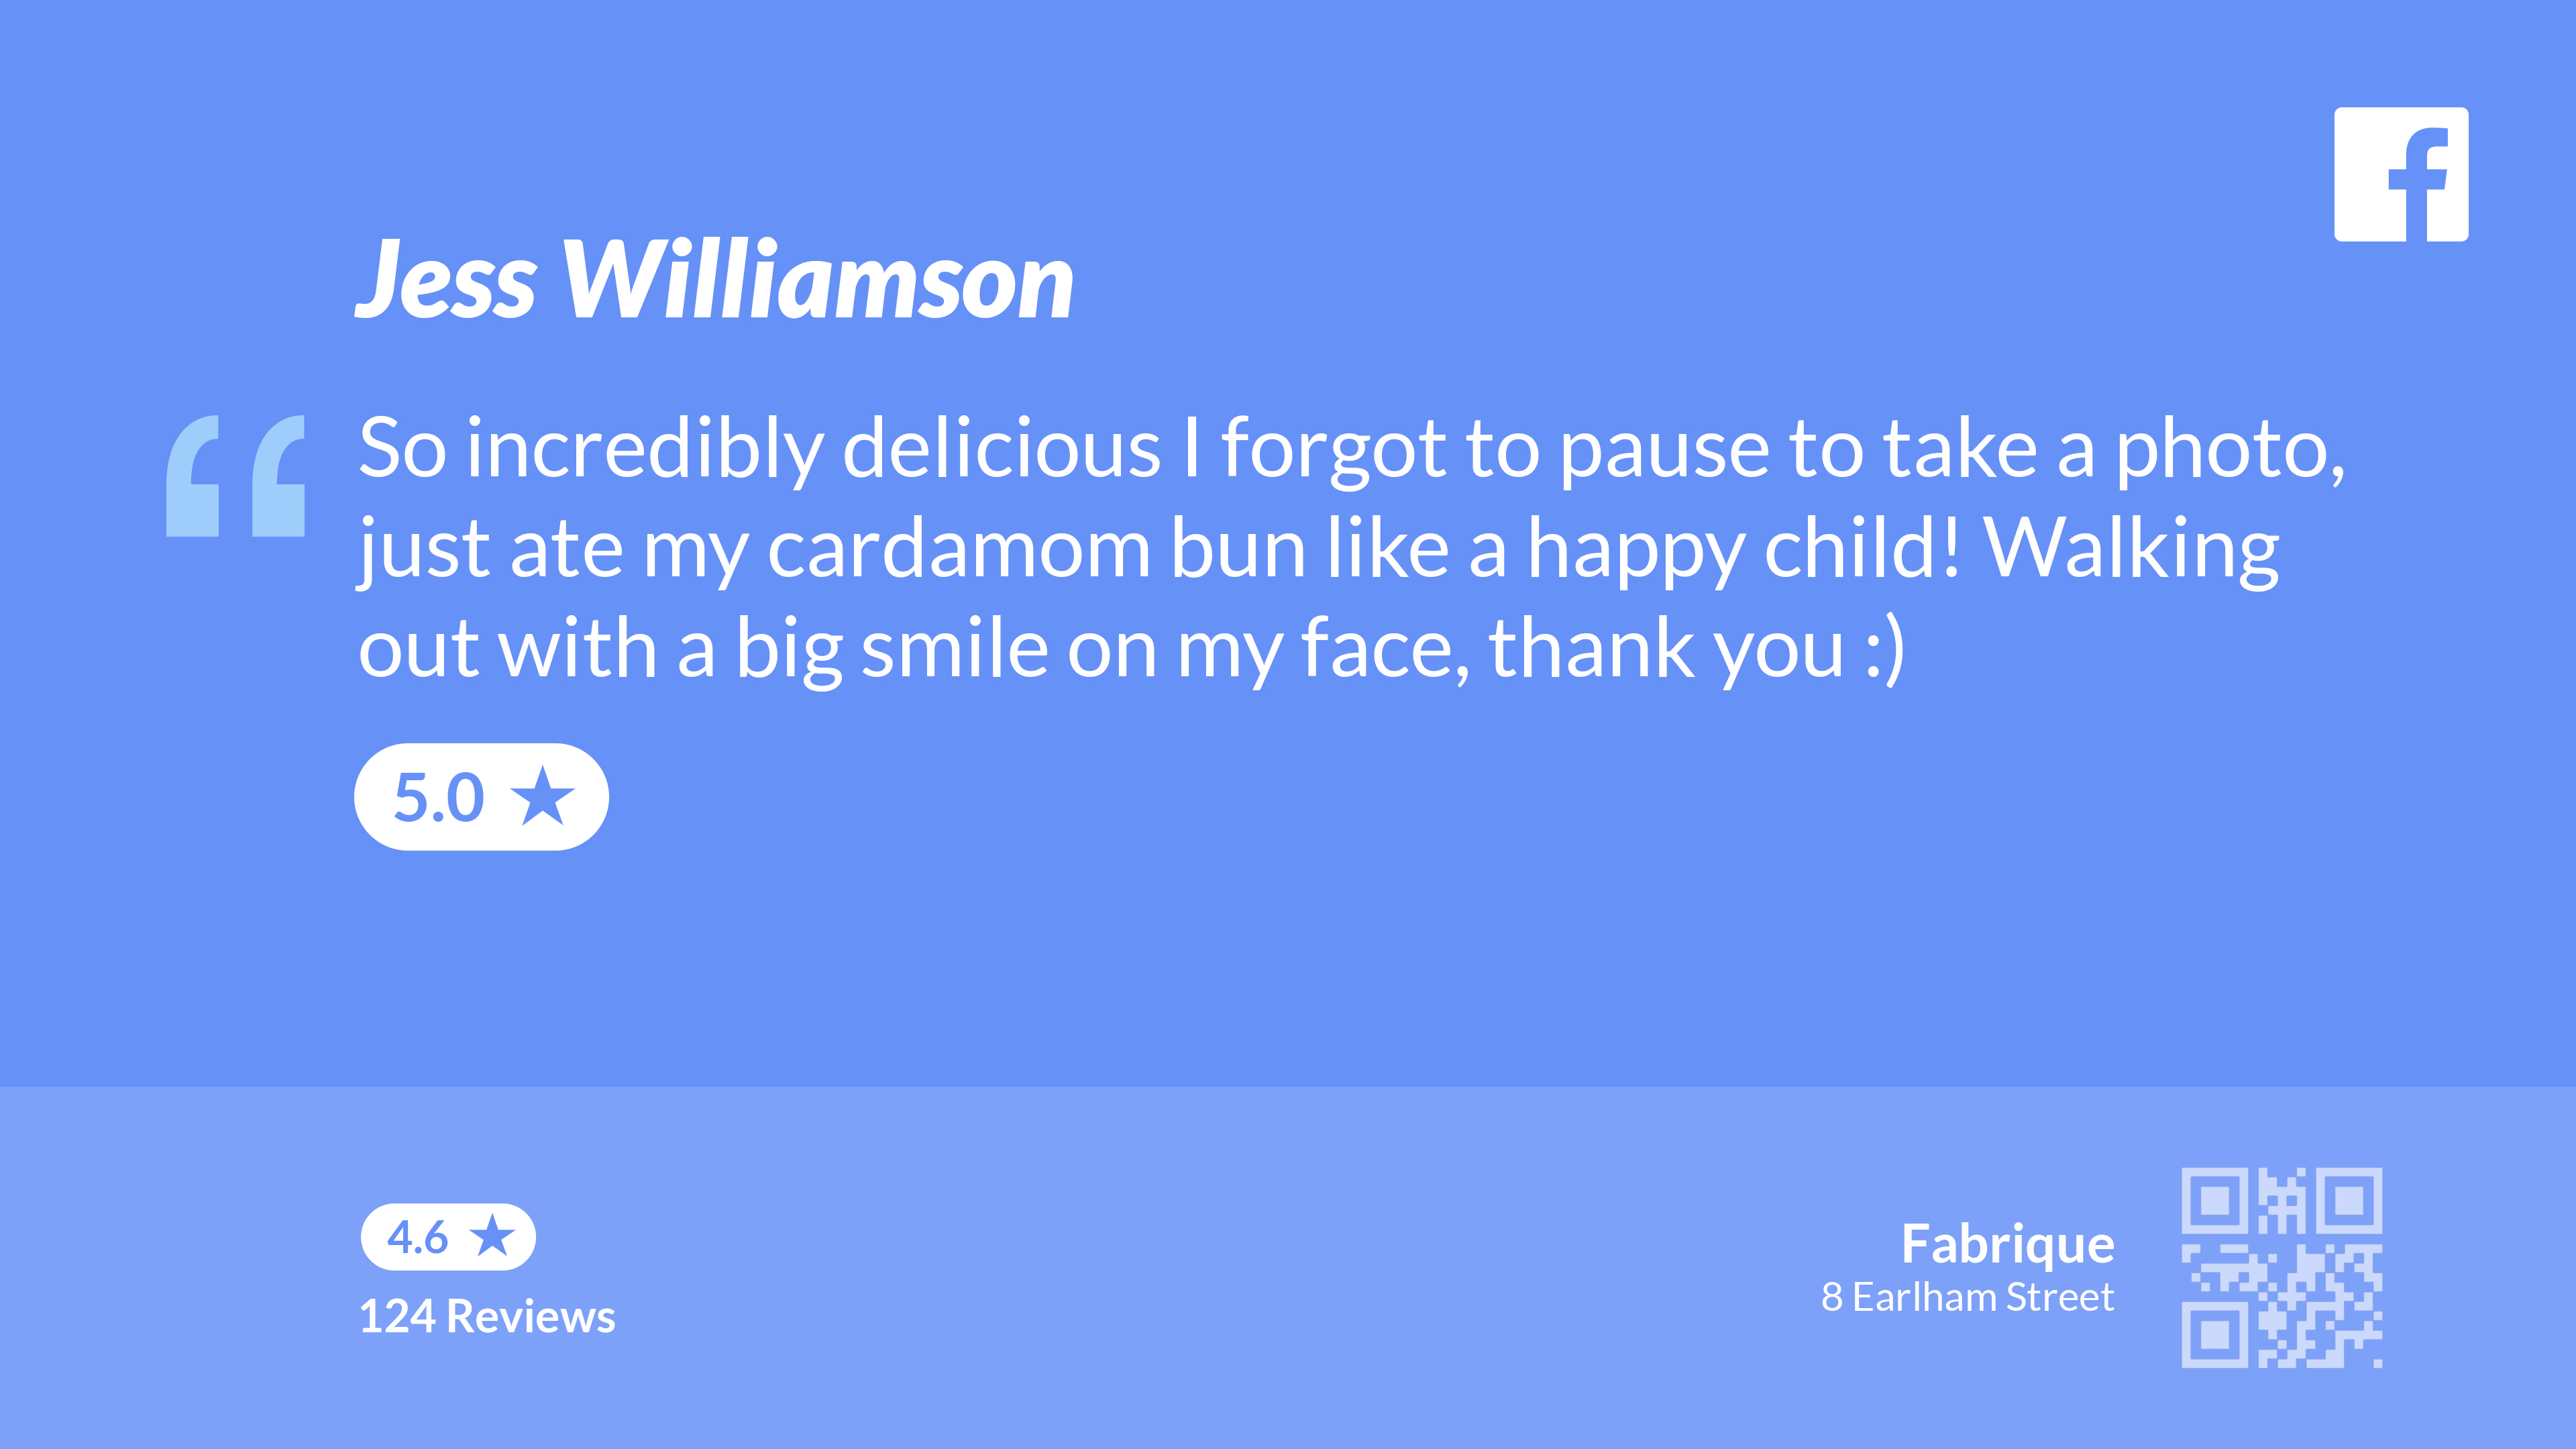 Jess Williamson
So incredibly delicious I forgot to pause to take a photo,
just ate my cardamom bun like a happy child! Walking
out with a big smile on my face, thank you :)
5.0 ★
4.6 ★
124 Reviews
Fabrique
8 Earlham Street